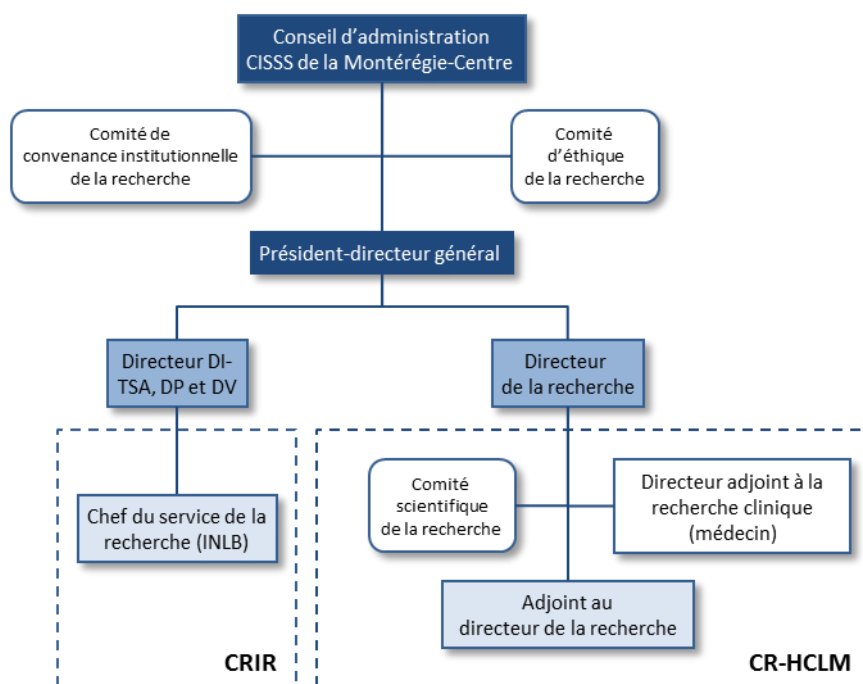 Conseil d'administration
CISSS de la Montérégie-Centre
Comité de
convenance institutionnelle
de la recherche
Comité
d'éthique
de la recherche
Président-directeur général
Directeur DI-
TSA, DP et DV
Directeur
de la recherche
Chef du service de la
recherche (INLB)
Comité
scientifique
de la recherche
Directeur adjoint à la
recherche clinique
(médecin)
Adjoint au
directeur de la recherche
CRIR
CR-HCLM